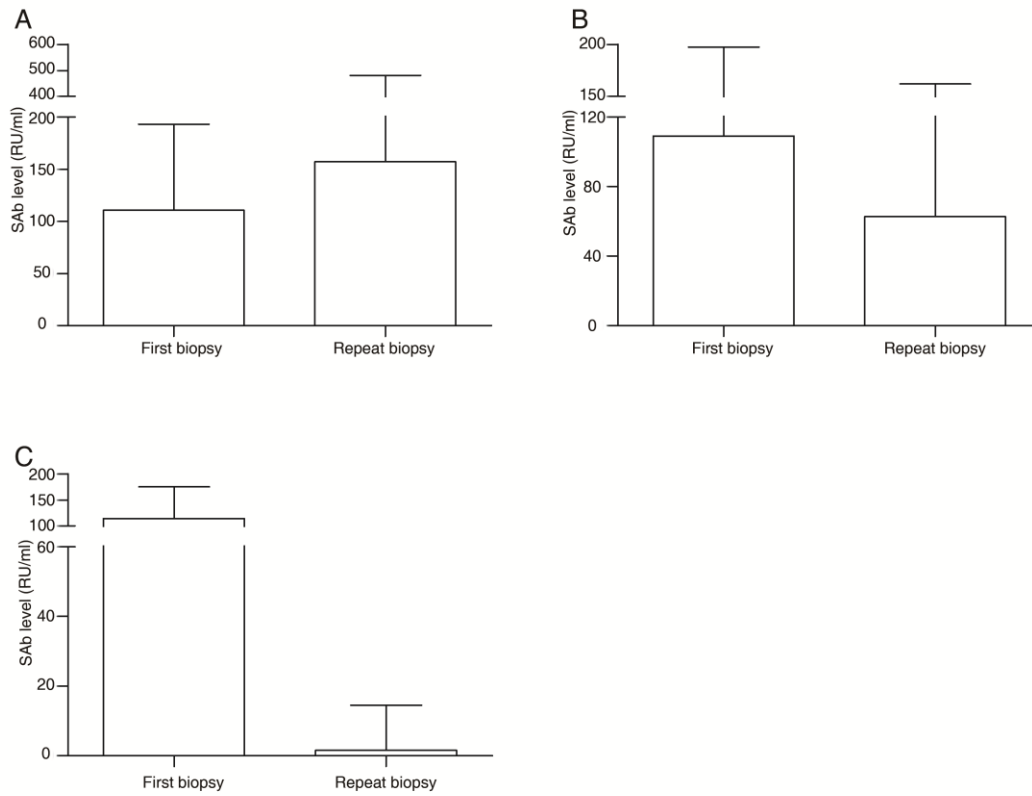 A
SAb level (RU/ml)
600
500
400
200
150
100
50
0
First biopsy
Repeat biopsy
B
SAb level (RU/ml)
200
150
120
80
40
0
First biopsy
Repeat biopsy
C
SAb level (RU/ml)
200
150
100
60
40
20
0
First biopsy
Repeat biopsy